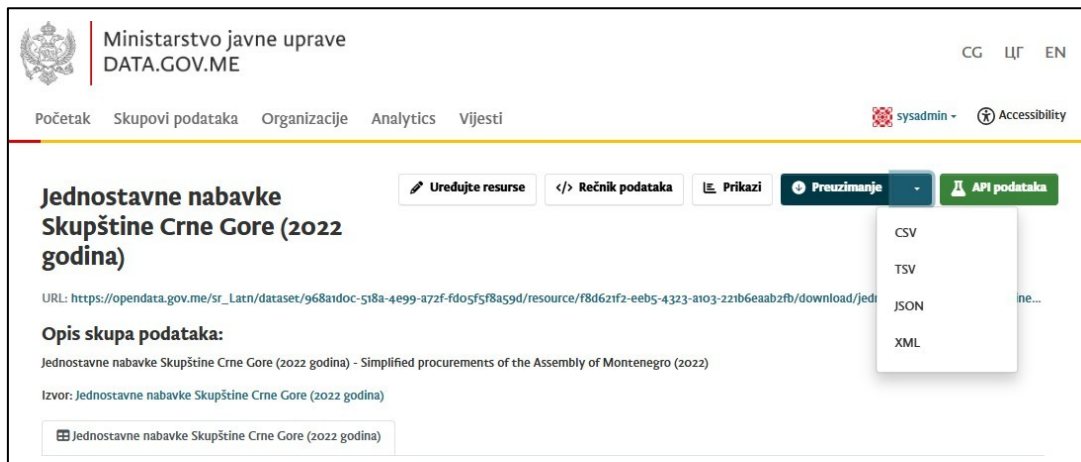 Ministarstvo javne uprave
DATA.GOV.ME
CG ЦГ EN
Početak Skupovi podataka Organizacije Analytics Vijesti
sysadmin Accessibility
Jednostavne nabavke
Skupštine Crne Gore (2022
godina)
Uredujte resurse </> Rečnik podataka Prikazi Preuzimanje API podataka
CSV
TSV
JSON
XML
URL: https://opendata.gov.me/sr_Latn/dataset/968a1d0c-518a-4e99-a72f-fd05f5f8a59d/resource/f8d621f2-eeb5-4323-a103-221b6eaab2fb/download/jedn ine...
Opis skupa podataka:
Jednostavne nabavke Skupštine Crne Gore (2022 godina) - Simplified procurements of the Assembly of Montenegro (2022)
Izvor: Jednostavne nabavke Skupštine Crne Gore (2022 godina)
Jednostavne nabavke Skupštine Crne Gore (2022 godina)